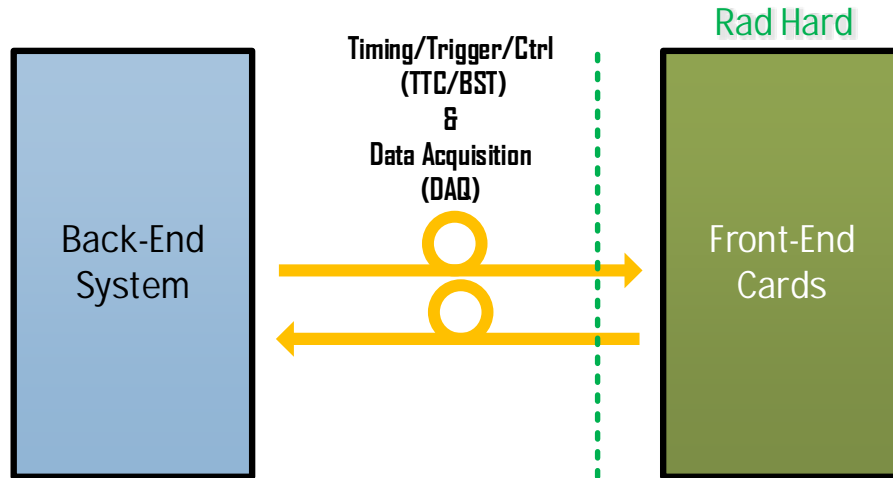 Rad Hard
Timing/Trigger/Ctrl
(TTC/BST)
&
Data Acquisition
(DAQ)
Back-End
System
Front-End
Cards